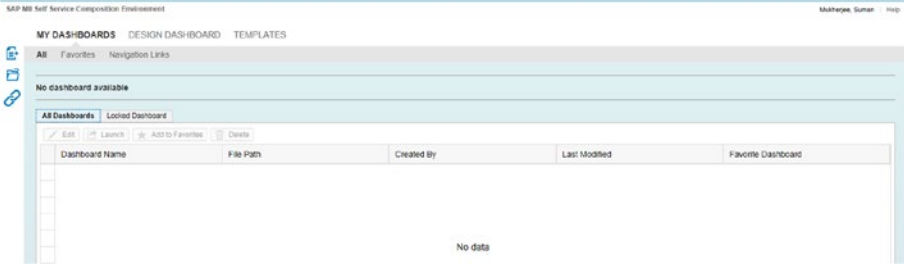 SAP MII Self Service Composition Environment
Mukherjee, Suman | Help
MY DASHBOARDS DESIGN DASHBOARD TEMPLATES
All Favorites Navigation Links
No dashboard available
All Dashboards Locked Dashboard
Edit Launch Add to Favorites Delete
Dashboard Name File Path Created By Last Modified Favorite Dashboard
No data